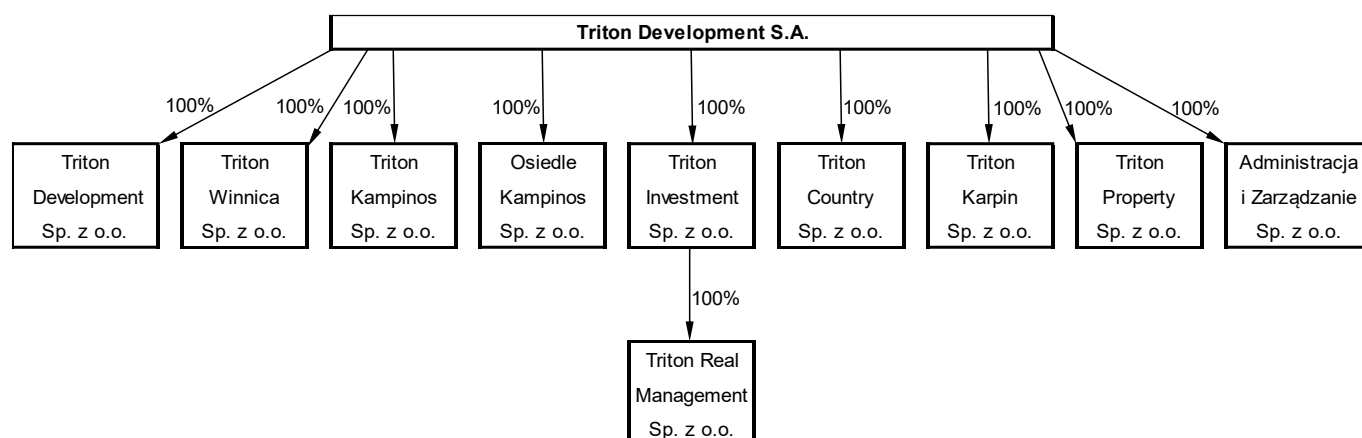 Triton Development S.A.
100%
100%
100%
100%
100%
100%
100%
100%
100%
Triton
Development
Sp. z o.o.
Triton
Winnica
Sp. z o.o.
Triton
Kampinos
Sp. z o.o.
Osiedle
Kampinos
Sp. z o.o.
Triton
Investment
Sp. z o.o.
Triton
Country
Sp. z o.o.
Triton
Karpin
Sp. z o.o.
Triton
Property
Sp. z o.o.
Administracja
i Zarządzanie
Sp. z o.o.
100%
Triton Real
Management
Sp. z o.o.